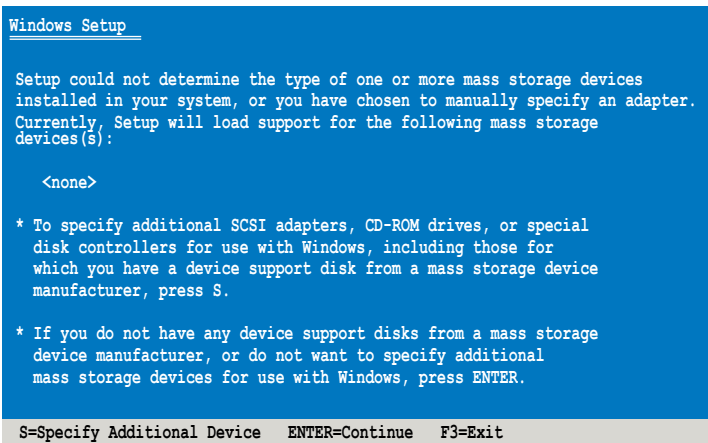 Windows Setup
Setup could not determine the type of one or more mass storage devices
installed in your system, or you have chosen to manually specify an adapter.
Currently, Setup will load support for the following mass storage
devices(s):
<none>
* To specify additional SCSI adapters, CD-ROM drives, or special
disk controllers for use with Windows, including those for
which you have a device support disk from a mass storage device
manufacturer, press S.
* If you do not have any device support disks from a mass storage
device manufacturer, or do not want to specify additional
mass storage devices for use with Windows, press ENTER.
S=Specify Additional Device ENTER=Continue F3=Exit